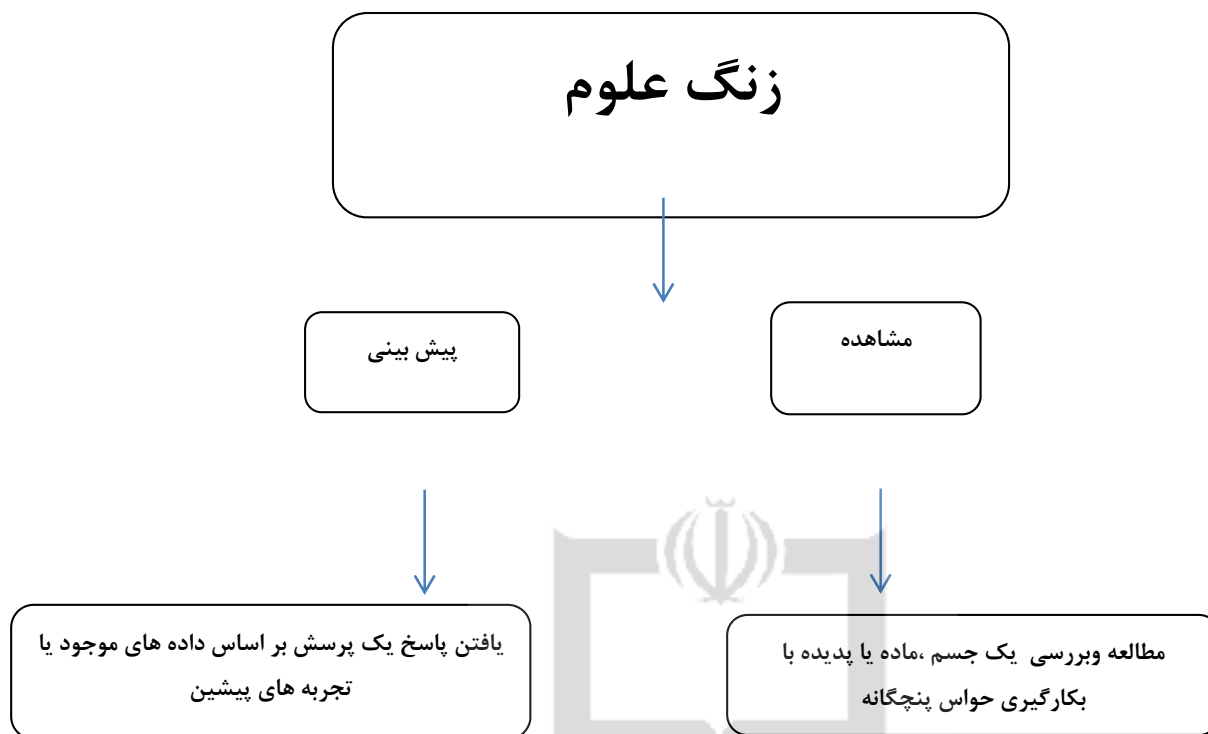 زنگ علوم
مشاهده
پیش بینی
مطالعه وبررسی یک جسم ،ماده یا پدیده با
بکارگیری حواس پنچگانه
یافتن پاسخ یک پرسش بر اساس داده های موجود یا
تجربه های پیشین